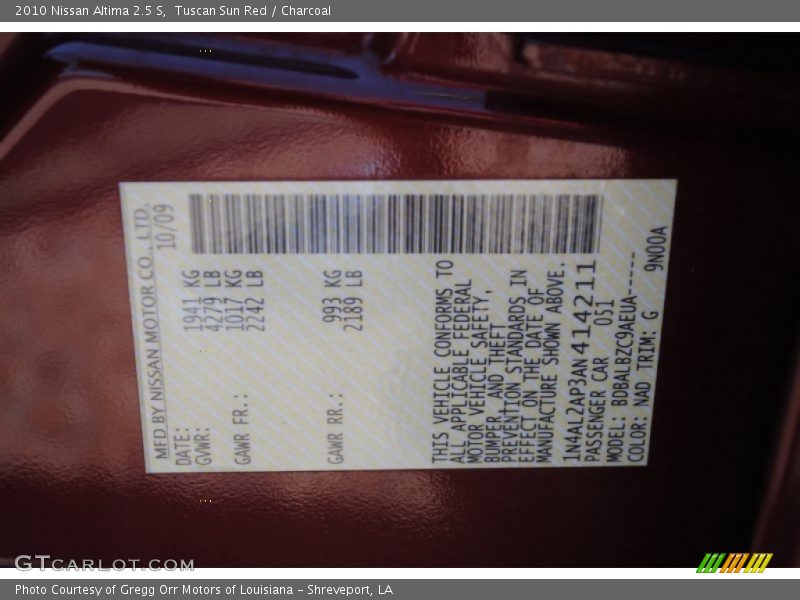 2010 Nissan Altima 2.5 S,  Tuscan Sun Red / Charcoal
MFD BY NISSAN MOTOR CO., LTD.
DATE: 10/09
GVWR: 1941 KG
4279 LB
GAWR FR.: 1017 KG
2242 LB
GAWR RR.: 993 KG
2189 LB
THIS VEHICLE CONFORMS TO
ALL APPLICABLE FEDERAL
MOTOR VEHICLE SAFETY,
BUMPER, AND THEFT
PREVENTION STANDARDS IN
EFFECT ON THE DATE OF
MANUFACTURE SHOWN ABOVE.
1N4AL2AP3AN414211
PASSENGER CAR OSI
MODEL: BDBALBZC9AEUA-----
COLOR: NAD TRIM: G 9N00A
GTCARLOT.COM
Photo Courtesy of Gregg Orr Motors of Louisiana – Shreveport, LA